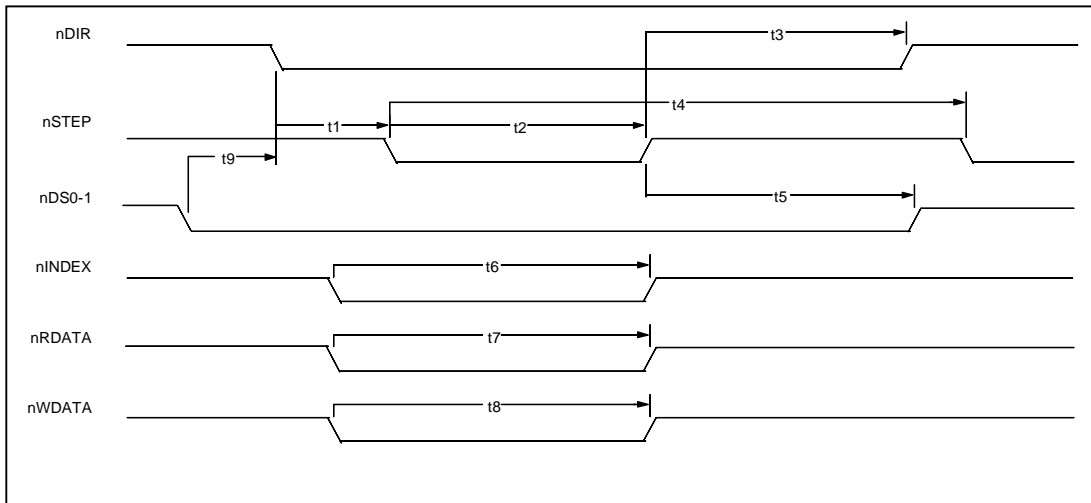 nDIR
t3
t4
nSTEP
t1
t2
t9
nDS0-1
t5
nINDEX
t6
nRDATA
t7
nWDATA
t8